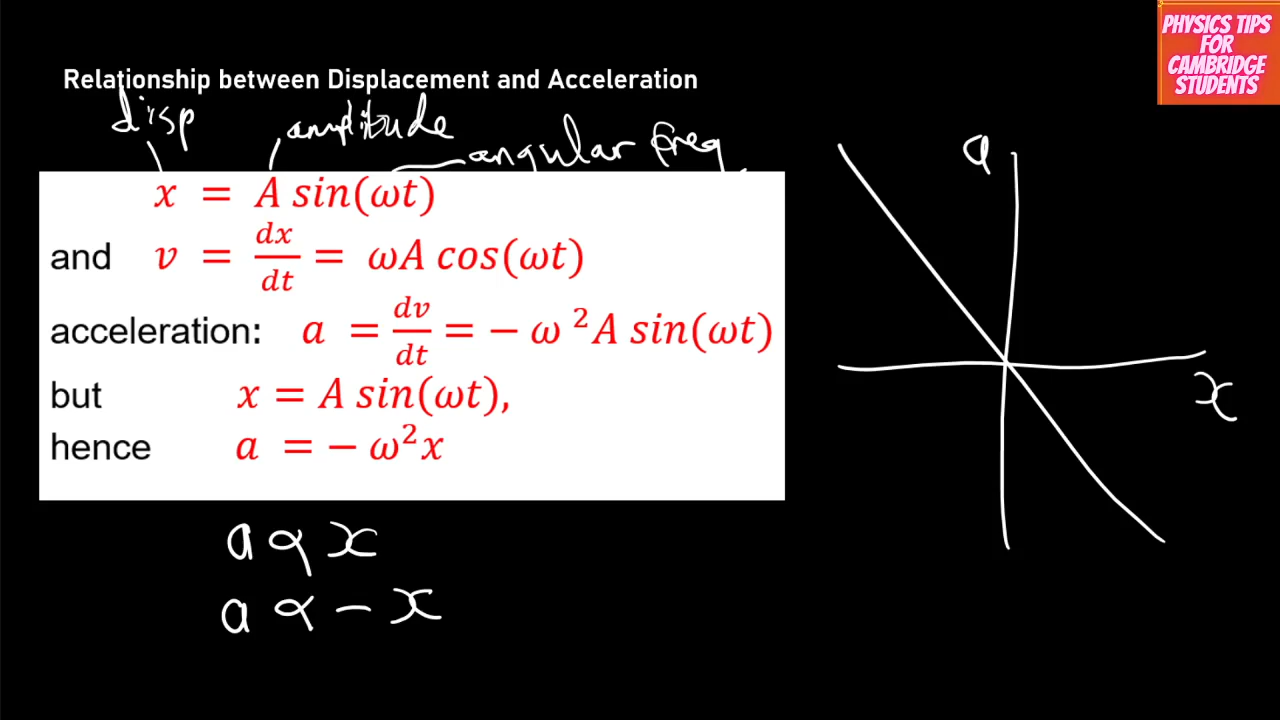 PHYSICS TIPS
FOR
CAMBRIDGE
STUDENTS
Relationship between Displacement and Acceleration
disp amplitude angular freq
x = A sin(ωt)
and v = dx/dt = ωA cos(ωt)
acceleration: a = dv/dt = − ω ²A sin(ωt)
but x = A sin(ωt),
hence a = − ω²x
a ∝ x
a ∝ − x
a
x